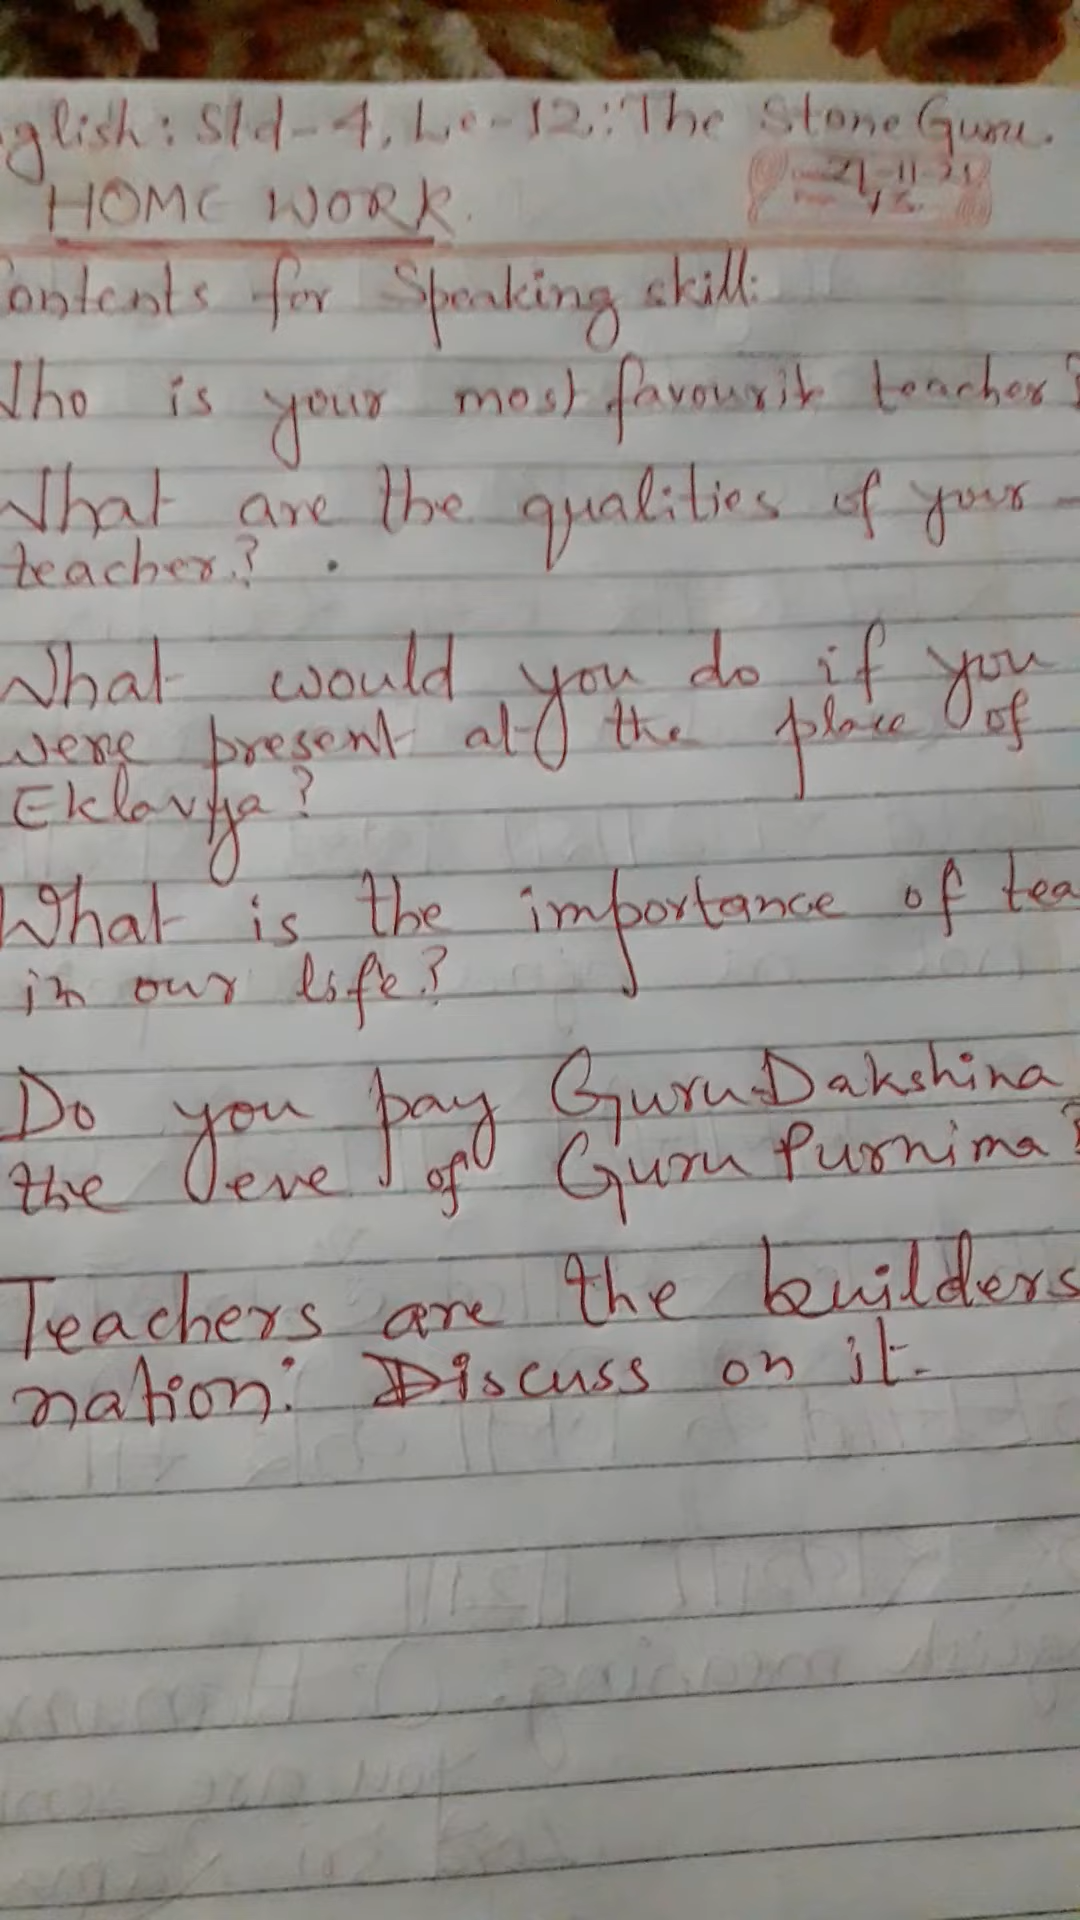 glish: Std-4, Le-12: The Stone Guru.
HOME WORK.
ontents for Speaking skill:
Who is your most favourit teacher?
What are the qualities of your
teacher?
What would you do if you
were present at the place of
Eklavya?
What is the importance of tea
in our life?
Do you pay Guru Dakshina
the eve of Guru Purnima?
Teachers are the builders
nation: Discuss on it.